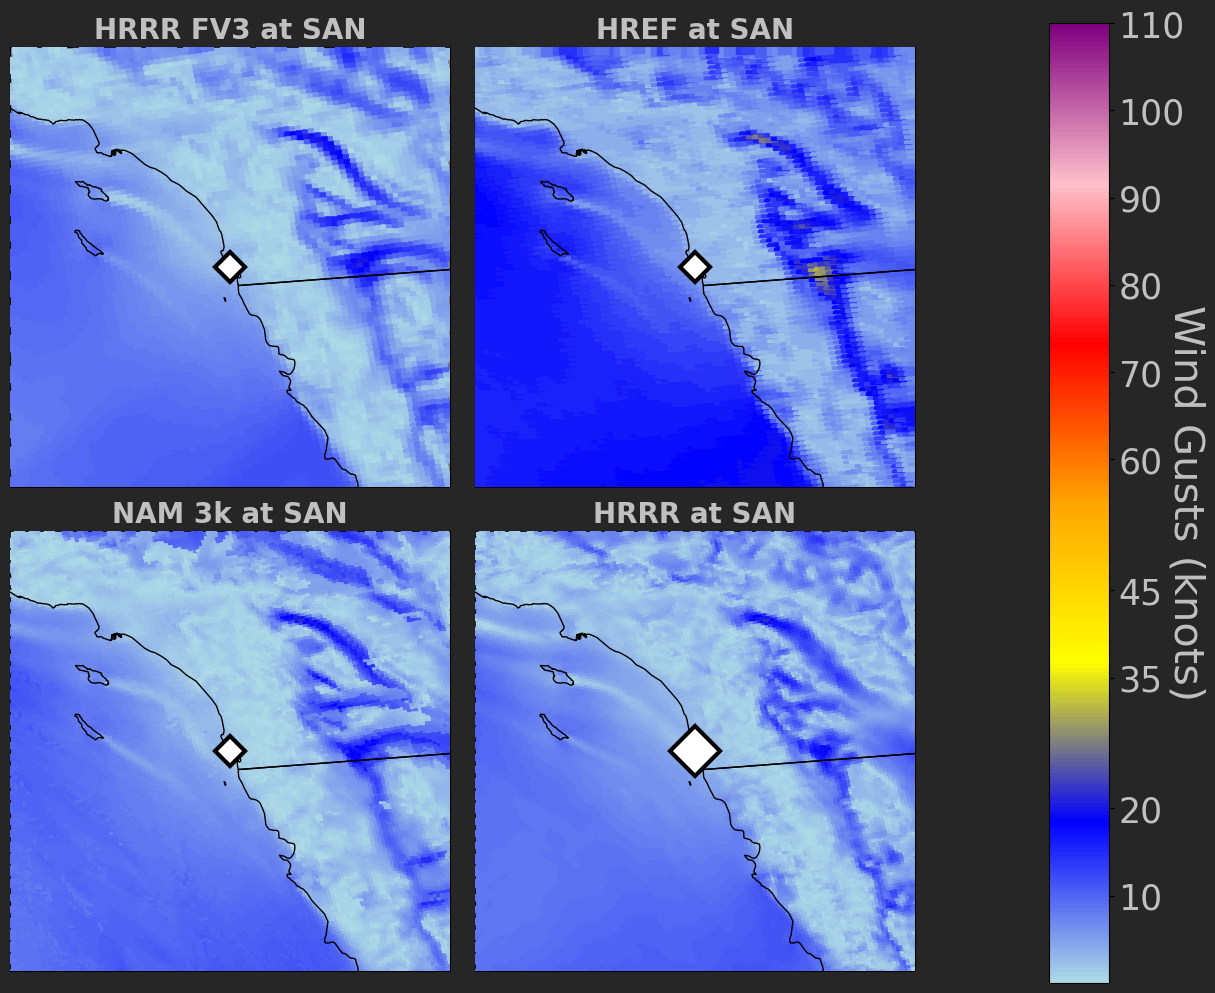 HRRR FV3 at SAN
HREF at SAN
NAM 3k at SAN
HRRR at SAN
110
100
90
80
70
60
45
35
20
10
Wind Gusts (knots)